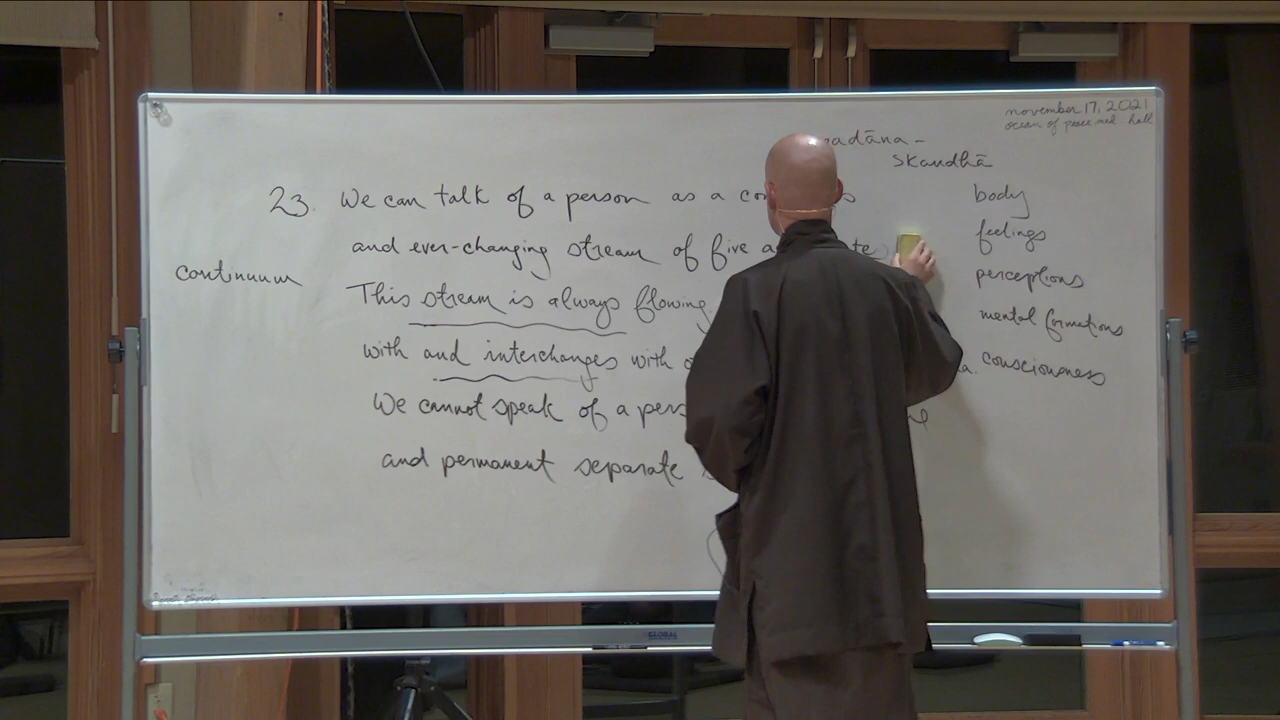 november 17, 2021
ocean of peace med. hall
adāna -
Skandhā
23. We can talk of a person as a co s
and ever-changing stream of five a te
continuum
This stream is always flowing
with and interchanges with
We cannot speak of a pers
and permanent separate
body
feelings
perceptions
mental formations
consciousness
GLOBAL